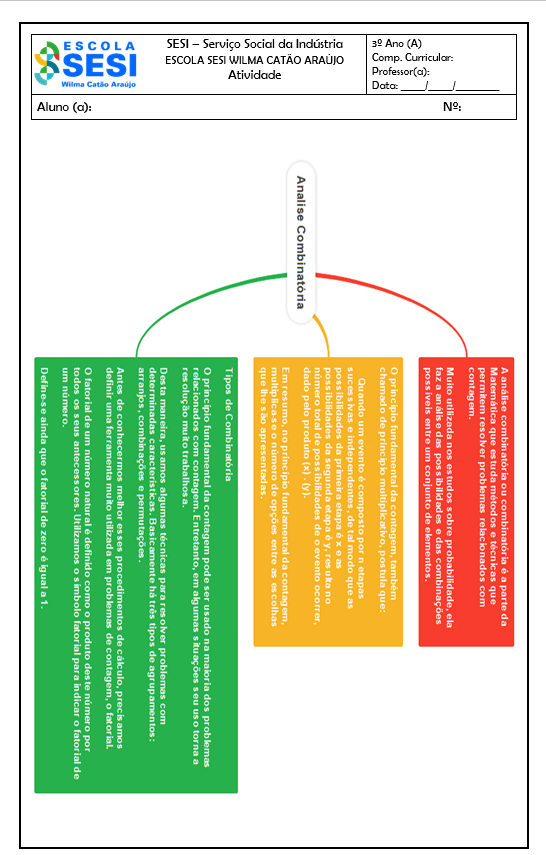 ESCOLA
SESI
Wilma Catão Araújo
SESI – Serviço Social da Indústria
ESCOLA SESI WILMA CATÃO ARAÚJO
Atividade
3º Ano (A)
Comp. Curricular:
Professor(a):
Data: ____/____/_______
Aluno (a):
Nº:
Analise Combinatória
A análise combinatória ou combinatória é a parte da
Matemática que estuda métodos e técnicas que
permitem resolver problemas relacionados com
contagem.
Muito utilizada nos estudos sobre probabilidade, ela
faz a análise das possibilidades e das combinações
possíveis entre um conjunto de elementos.
O princípio fundamental da contagem, também
chamado de princípio multiplicativo, postula que:
Quando um evento é composto por n etapas
sucessivas e independentes, de tal modo que as
possibilidades da primeira etapa é x e as
possibilidades da segunda etapa é y, resulta no
número total de possibilidades de o evento ocorrer,
dado pelo produto (x) . (y).
Em resumo, no princípio fundamental da contagem,
multiplica-se o número de opções entre as escolhas
que lhe são apresentadas.
Tipos de Combinatória
O princípio fundamental da contagem pode ser usado na maioria dos problemas
relacionados com contagem. Entretanto, em algumas situações seu uso torna a
resolução muito trabalhosa.
Desta maneira, usamos algumas técnicas para resolver problemas com
determinadas características. Basicamente há três tipos de agrupamentos:
arranjos, combinações e permutações.
Antes de conhecermos melhor esses procedimentos de cálculo, precisamos
definir uma ferramenta muito utilizada em problemas de contagem, o fatorial.
O fatorial de um número natural é definido como o produto deste número por
todos os seus antecessores. Utilizamos o símbolo fatorial para indicar o fatorial de
um número.
Define-se ainda que o fatorial de zero é igual a 1.